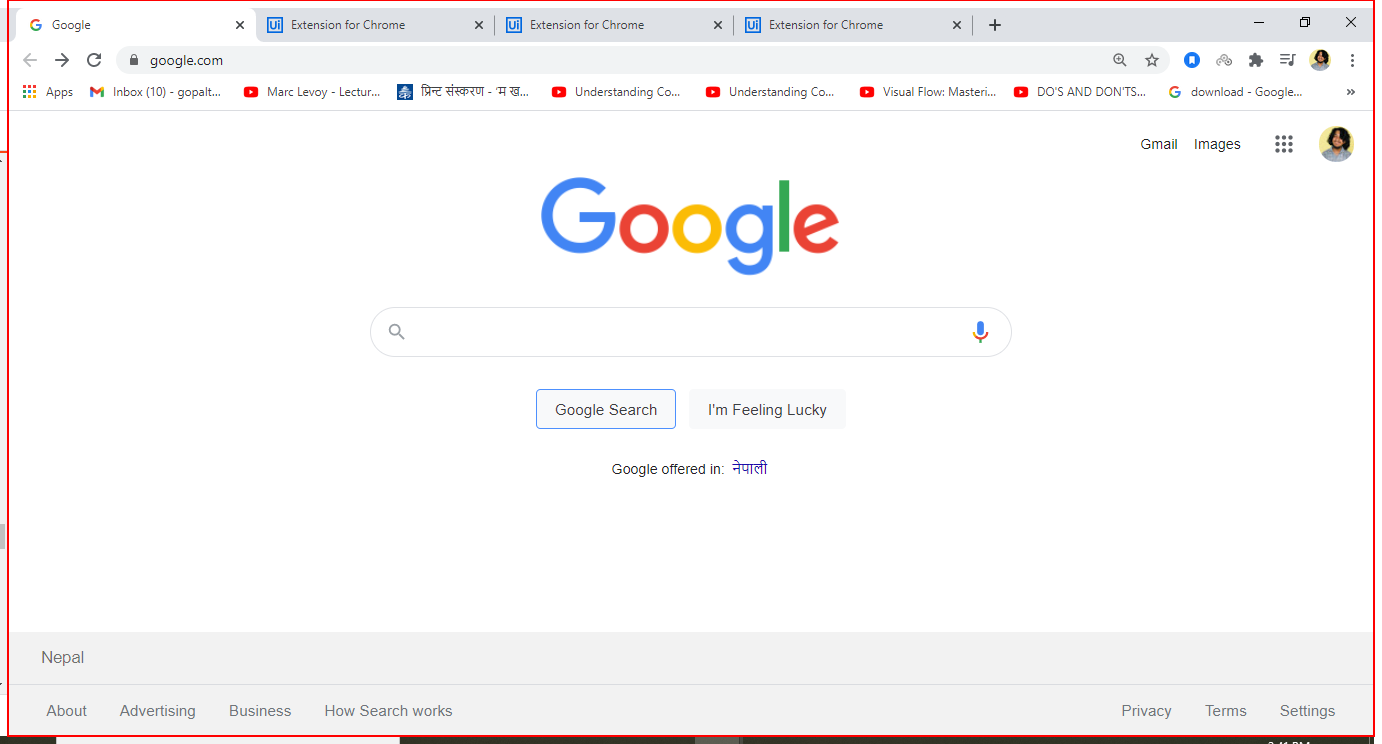 Google Extension for Chrome Extension for Chrome Extension for Chrome
google.com
Apps Inbox (10) - gopalt... Marc Levoy - Lectur... प्रिन्ट संस्करण - 'म ख... Understanding Co... Understanding Co... Visual Flow: Masteri... DO'S AND DON'TS... download - Google... »
Gmail Images
Google
Google Search I'm Feeling Lucky
Google offered in: नेपाली
Nepal
About Advertising Business How Search works Privacy Terms Settings